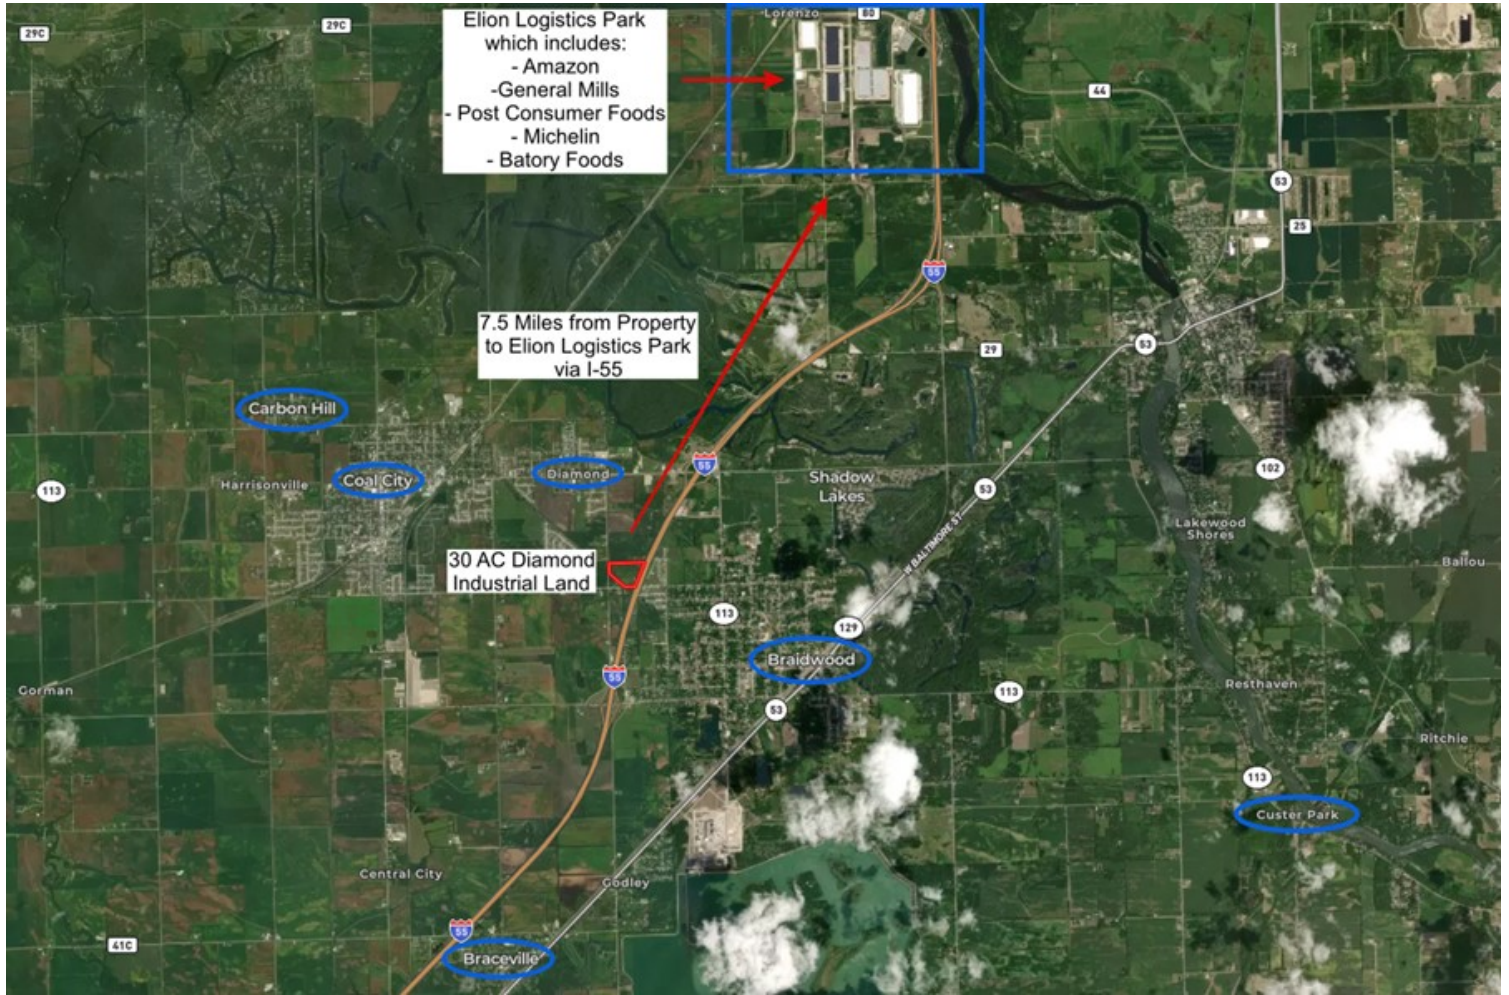 Lorenzo
80
29C
29C
Elion Logistics Park
which includes:
- Amazon
-General Mills
- Post Consumer Foods
- Michelin
- Batory Foods
44
53
25
55
7.5 Miles from Property
to Elion Logistics Park
via I-55
29
53
Carbon Hill
55
102
Diamond
Shadow
Lakes
Coal City
Harrisonville
113
53
Lakewood
Shores
W BALTIMORE ST
30 AC Diamond
Industrial Land
Ballou
113
129
Braidwood
55
Resthaven
Gorman
113
53
Ritchie
113
Custer Park
Central City
Godley
55
41C
Braceville